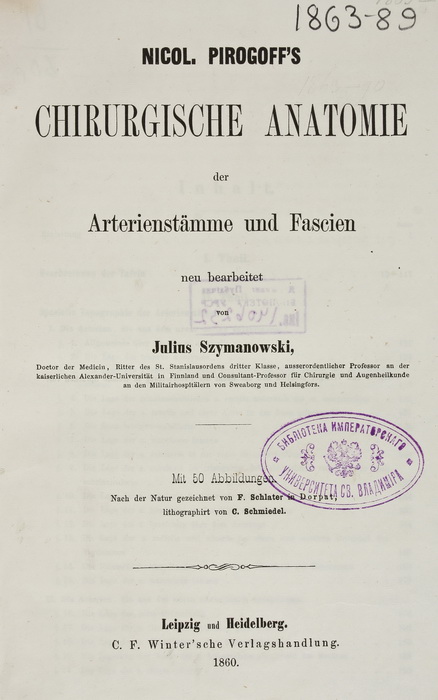 1863-89
NICOL. PIROGOFF'S
CHIRURGISCHE ANATOMIE
der
Arterienstämme und Fascien
neu bearbeitet
von
Julius Szymanowski,
Doctor der Medicin, Ritter des St. Stanislausordens dritter Klasse, ausserordentlicher Professor an der
kaiserlichen Alexander-Universität in Finnland und Consultant-Professor für Chirurgie und Augenheilkunde
an den Militairhospitälern von Sweaborg und Helsingfors.
БИБЛІОТЕКА ИМПЕРАТОРСКАГО
УНИВЕРСИТЕТА СВ. ВЛАДИМІРА
Mit 50 Abbildungen.
Nach der Natur gezeichnet von F. Schlater in Dorpat,
lithographirt von C. Schmiedel.
Leipzig und Heidelberg.
C. F. Winter'sche Verlagshandlung.
1860.